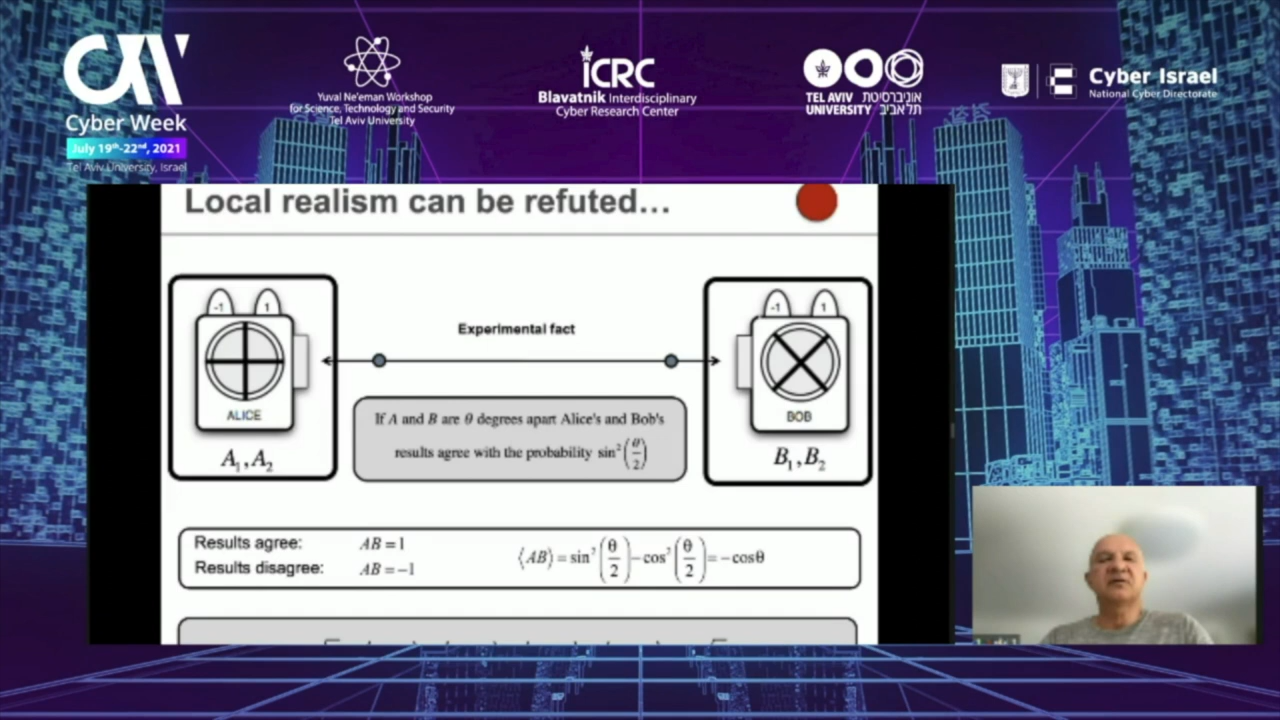 Cyber Week
July 19th-22nd, 2021
Tel Aviv University, Israel
Yuval Ne'eman Workshop
for Science, Technology and Security
Tel Aviv University
ICRC
Blavatnik Interdisciplinary
Cyber Research Center
TEL AVIV אוניברסיטת
UNIVERSITY תל אביב
Cyber Israel
National Cyber Directorate
Local realism can be refuted...
-1 1
ALICE
A₁, A₂
Experimental fact
If A and B are θ degrees apart Alice's and Bob's
results agree with the probability sin²(θ/2)
-1 1
BOB
B₁, B₂
Results agree: AB = 1
Results disagree: AB = -1
⟨AB⟩ = sin²(θ/2) - cos²(θ/2) = - cosθ